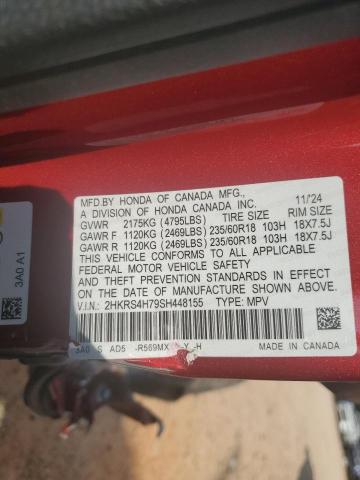 MFD.BY HONDA OF CANADA MFG., 11/24
A DIVISION OF HONDA CANADA INC.
GVWR 2175KG (4795LBS) TIRE SIZE RIM SIZE
GAWR F 1120KG (2469LBS) 235/60R18 103H 18X7.5J
GAWR R 1120KG (2469LBS) 235/60R18 103H 18X7.5J
THIS VEHICLE CONFORMS TO ALL APPLICABLE
FEDERAL MOTOR VEHICLE SAFETY
AND THEFT PREVENTION STANDARDS IN EFFECT
ON THE DATE OF MANUFACTURE SHOWN ABOVE.
V.I.N.: 2HKRS4H79SH448155 TYPE: MPV
3A0 S AD5 -R569MX Y -H MADE IN CANADA
3A0 A1